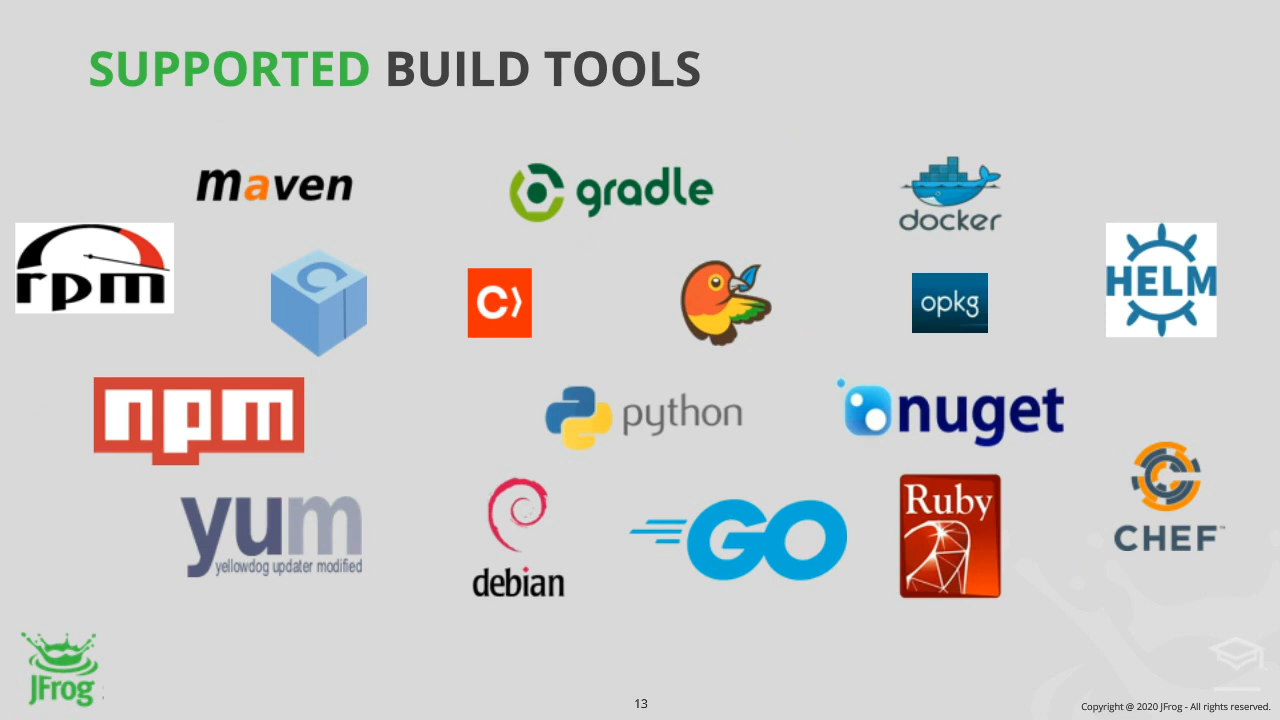 SUPPORTED BUILD TOOLS
maven
gradle
docker
rpm
C
C⟩
opkg
HELM
npm
python
nuget
CHEF™
yum
yellowdog updater modified
debian
GO
Ruby
JFrog
13
Copyright @ 2020 JFrog - All rights reserved.